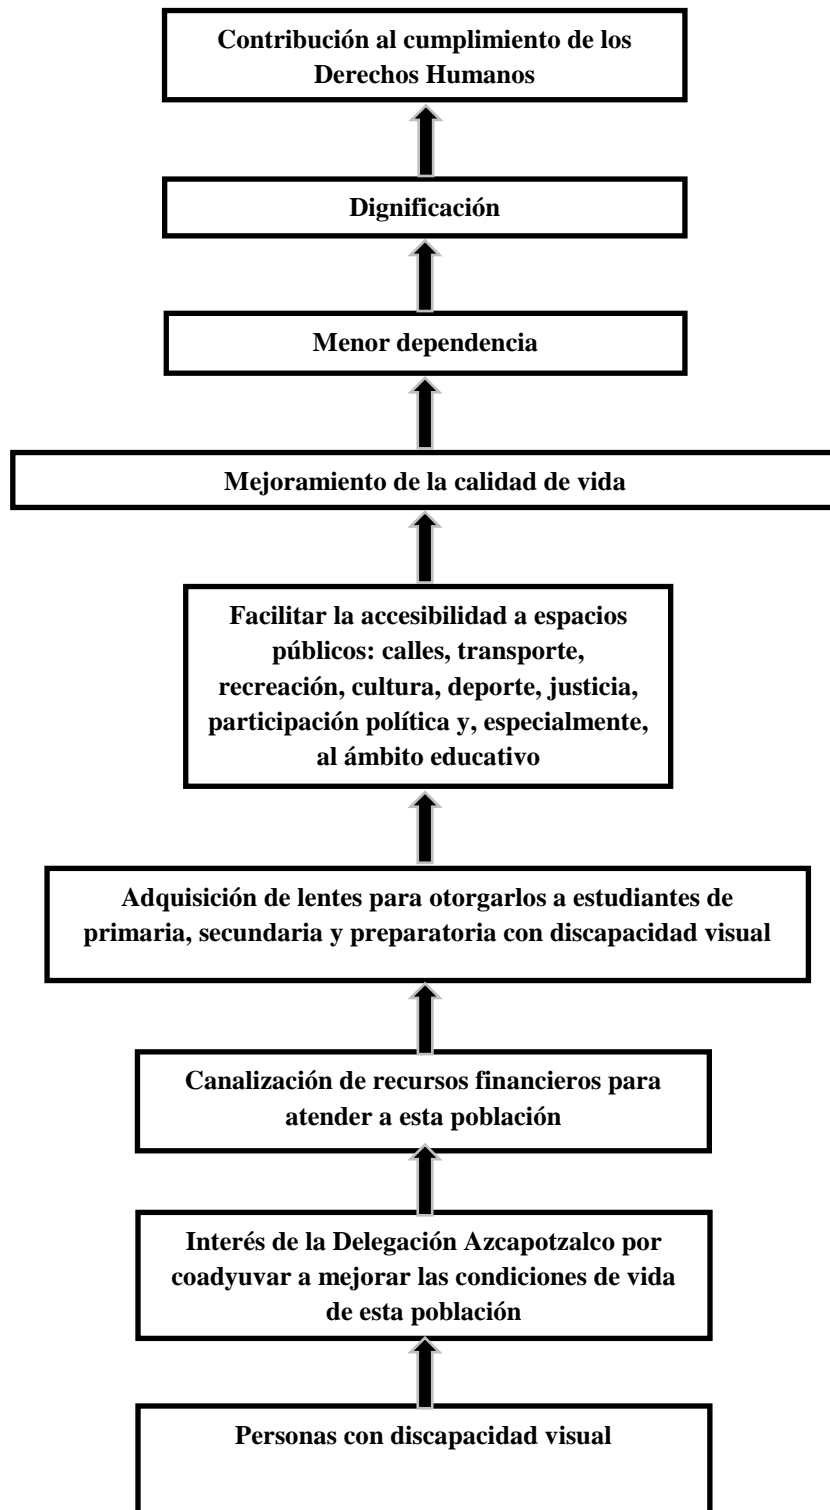 Contribución al cumplimiento de los
Derechos Humanos
Dignificación
Menor dependencia
Mejoramiento de la calidad de vida
Facilitar la accesibilidad a espacios
públicos: calles, transporte,
recreación, cultura, deporte, justicia,
participación política y, especialmente,
al ámbito educativo
Adquisición de lentes para otorgarlos a estudiantes de
primaria, secundaria y preparatoria con discapacidad visual
Canalización de recursos financieros para
atender a esta población
Interés de la Delegación Azcapotzalco por
coadyuvar a mejorar las condiciones de vida
de esta población
Personas con discapacidad visual